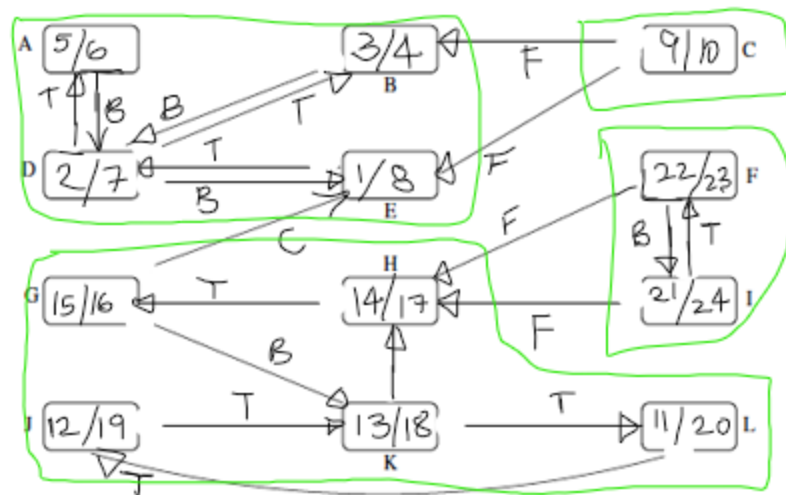 A 5/6 3/4 F 9/10 C
T B B T B
D 2/7 T 1/8 F 22/23 F
B E
C F B T
H
G 15/16 T 14/17 F 21/24 I
B
J 12/19 T 13/18 T 11/20 L
K
T